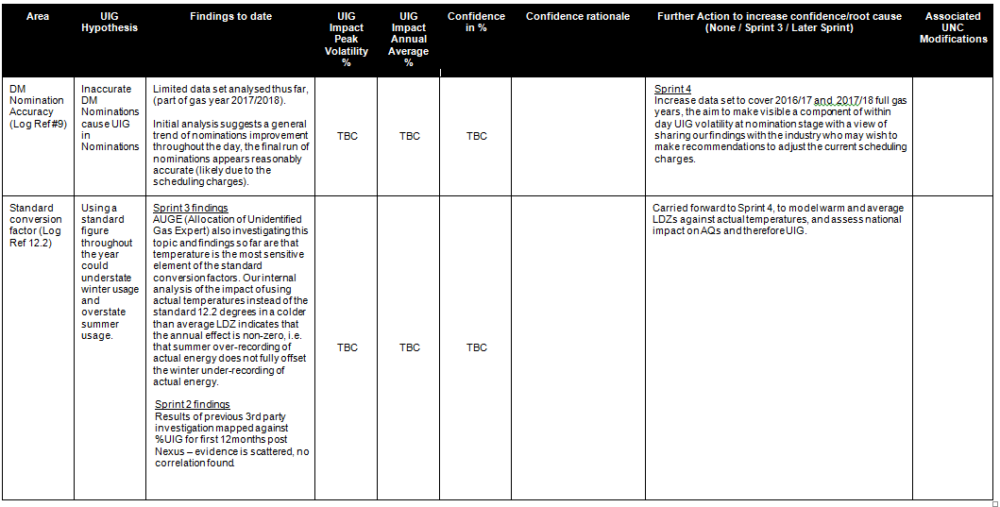 Area
UIG
Hypothesis
Findings to date
UIG
Impact
Peak
Volatility
%
UIG
Impact
Annual
Average
%
Confidence
in %
Confidence rationale
Further Action to increase confidence/root cause
(None / Sprint 3 / Later Sprint)
Associated
UNC
Modifications
DM
Nomination
Accuracy
(Log Ref #9)
Inaccurate
DM
Nominations
cause UIG
in
Nominations
Limited data set analysed thus far,
(part of gas year 2017/2018).
Initial analysis suggests a general
trend of nominations improvement
throughout the day, the final run of
nominations appears reasonably
accurate (likely due to the
scheduling charges).
TBC
TBC
TBC
Sprint 4
Increase data set to cover 2016/17 and 2017/18 full gas
years, the aim to make visible a component of within
day UIG volatility at nomination stage with a view of
sharing our findings with the industry who may wish to
make recommendations to adjust the current scheduling
charges.
Standard
conversion
factor (Log
Ref 12.2)
Using a
standard
figure
throughout
the year
could
understate
winter usage
and
overstate
summer
usage.
Sprint 3 findings
AUGE (Allocation of Unidentified
Gas Expert) also investigating this
topic and findings so far are that
temperature is the most sensitive
element of the standard
conversion factors. Our internal
analysis of the impact of using
actual temperatures instead of the
standard 12.2 degrees in a colder
than average LDZ indicates that
the annual effect is non-zero, i.e.
that summer over-recording of
actual energy does not fully offset
the winter under-recording of
actual energy.
Sprint 2 findings
Results of previous 3rd party
investigation mapped against
%UIG for first 12months post
Nexus – evidence is scattered, no
correlation found.
TBC
TBC
TBC
Carried forward to Sprint 4, to model warm and average
LDZs against actual temperatures, and assess national
impact on AQs and therefore UIG.